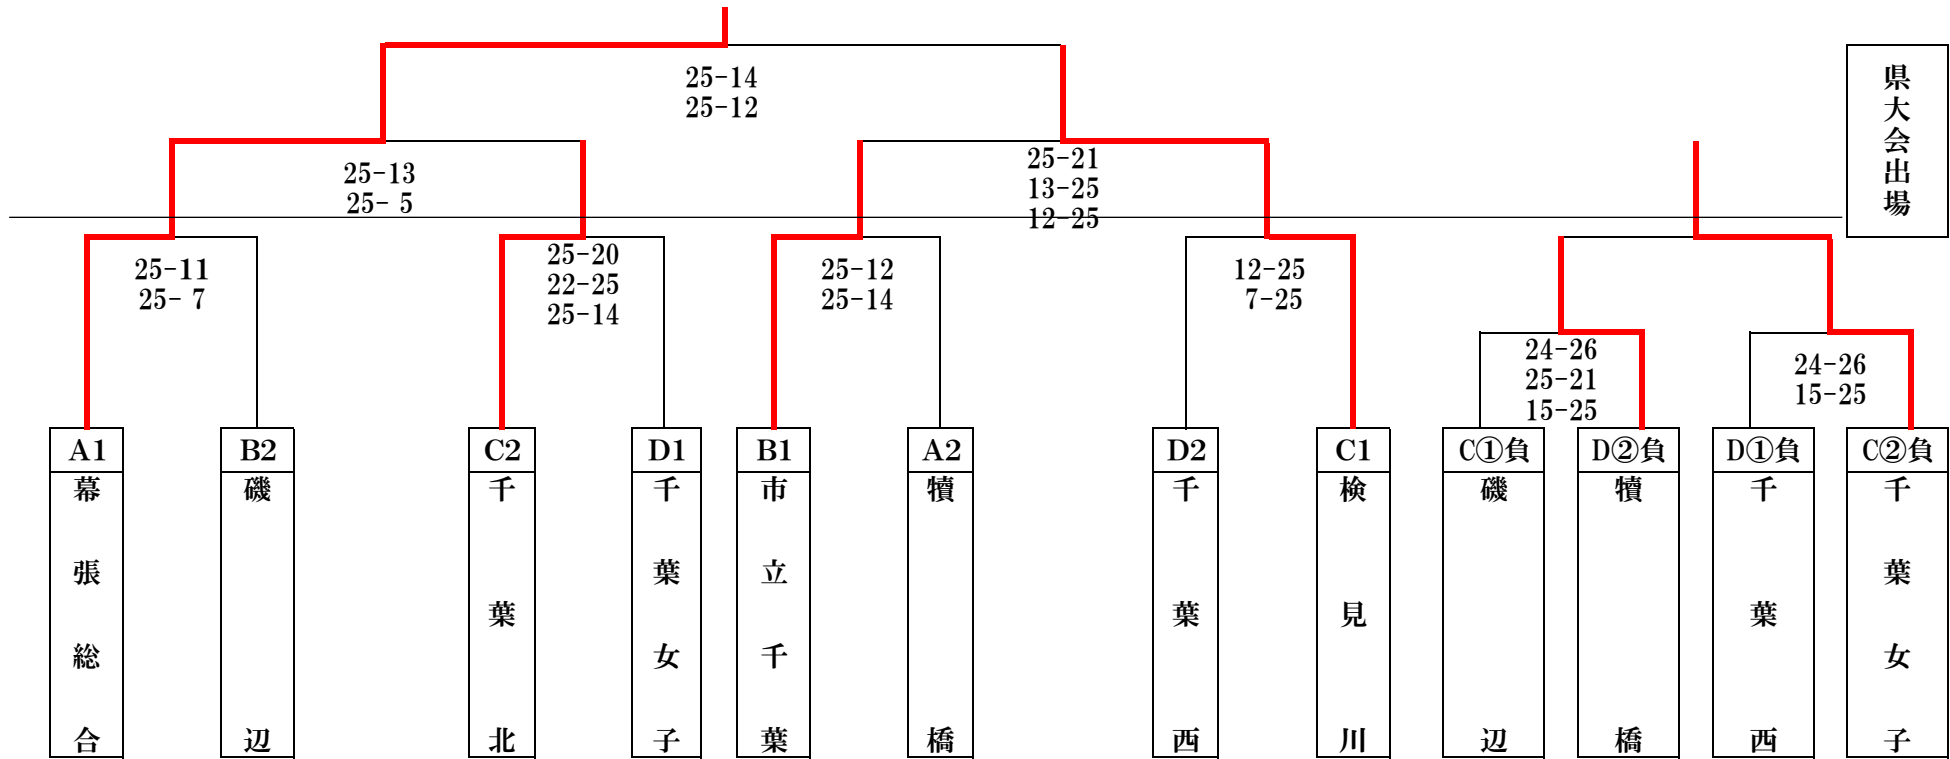 25-14
25-12
県大会出場
25-13
25- 5
25-21
13-25
12-25
25-11
25- 7
25-20
22-25
25-14
25-12
25-14
12-25
7-25
24-26
25-21
15-25
24-26
15-25
A1
幕張総合
B2
磯辺
C2
千葉北
D1
千葉女子
B1
市立千葉
A2
犢橋
D2
千葉西
C1
検見川
C①負
磯辺
D②負
犢橋
D①負
千葉西
C②負
千葉女子